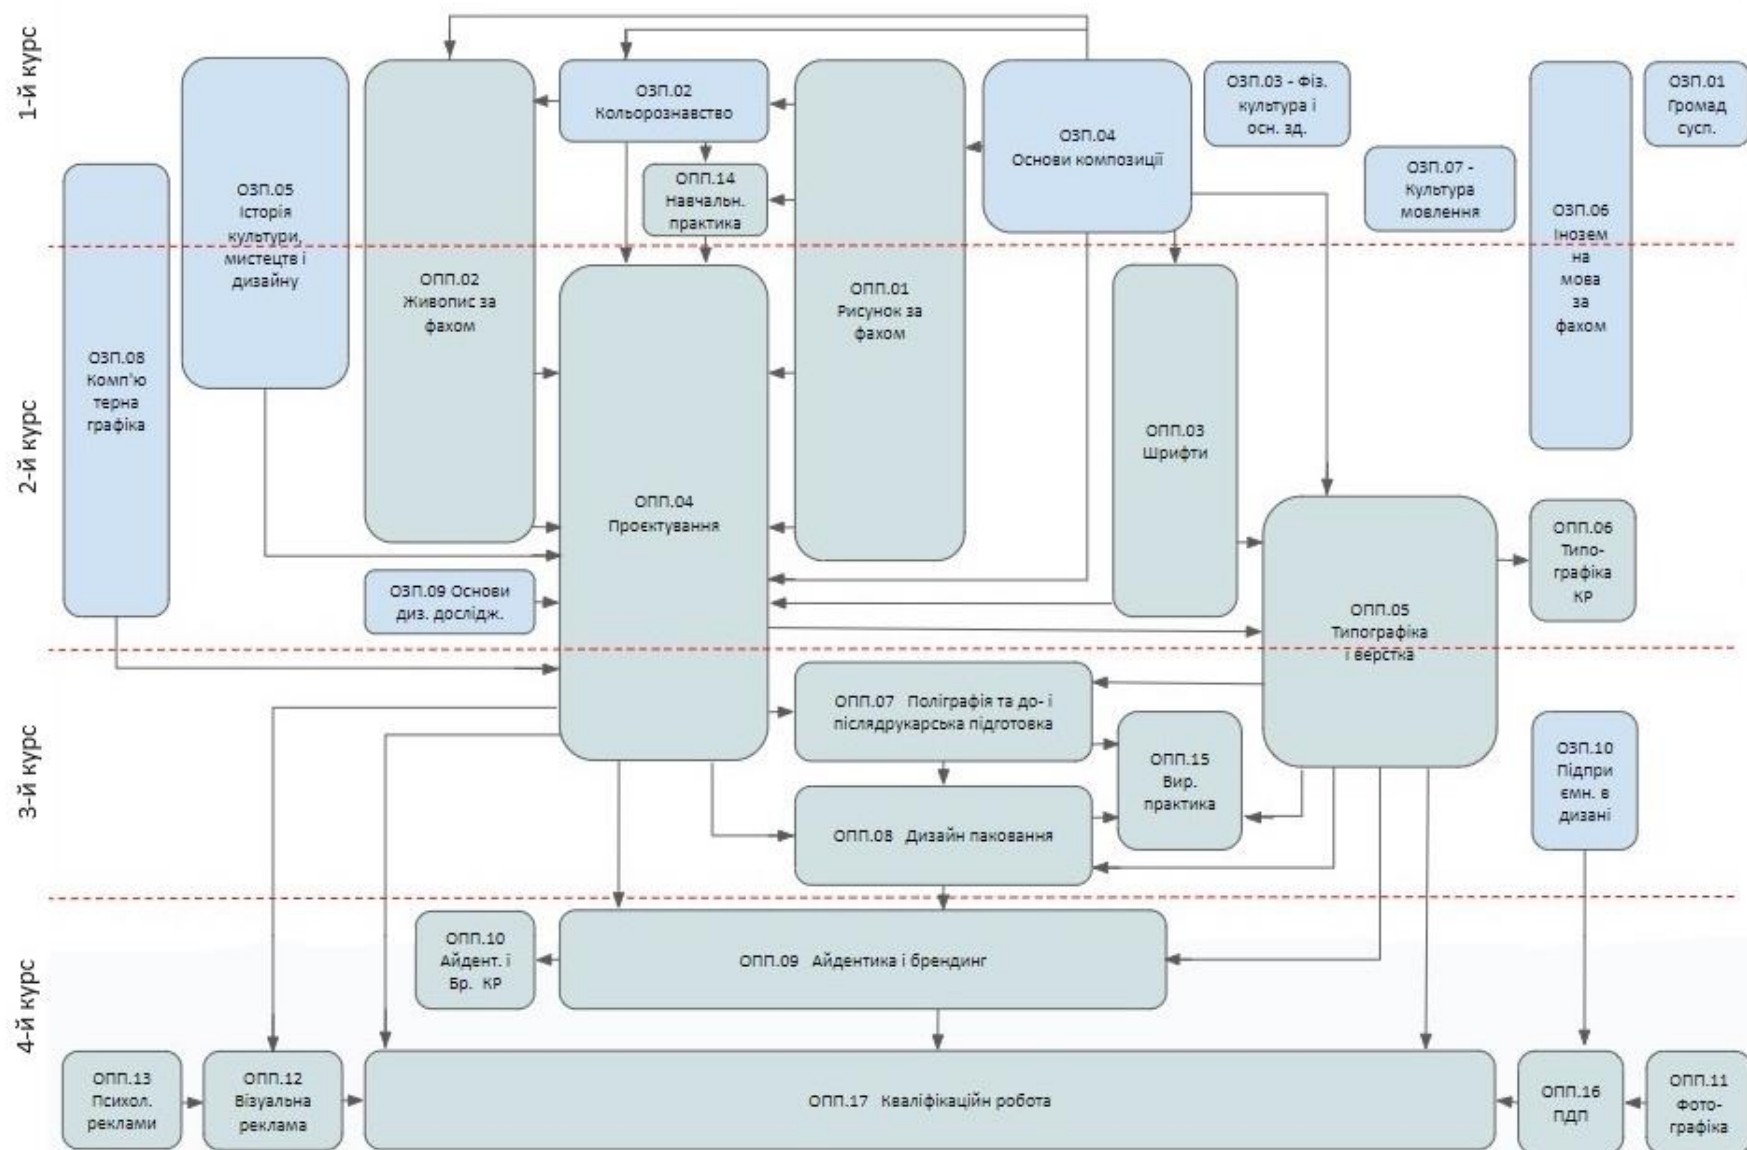 1-й курс
ОЗП.05
Історія
культури,
мистецтв і
дизайну
ОЗП.02
Кольорознавство
ОПП.14
Навчальн.
практика
ОЗП.04
Основи композиції
ОЗП.03 - Фіз.
культура і
осн. зд.
ОЗП.07 -
Культура
мовлення
ОЗП.06
Інозем
на
мова
за
фахом
ОЗП.01
Громад
сусп.
2-й курс
ОЗП.08
Комп'ю
терна
графіка
ОПП.02
Живопис за
фахом
ОПП.01
Рисунок за
фахом
ОПП.04
Проєктування
ОПП.03
Шрифти
ОЗП.09 Основи
диз. дослідж.
ОПП.05
Типографіка
і верстка
ОПП.06
Типо-
графіка
КР
3-й курс
ОПП.07 Поліграфія та до- і
післядрукарська підготовка
ОПП.15
Вир.
практика
ОПП.08 Дизайн паковання
ОЗП.10
Підпри
ємн. в
дизані
4-й курс
ОПП.10
Айдент. і
Бр. КР
ОПП.09 Айдентика і брендинг
ОПП.13
Психол.
реклами
ОПП.12
Візуальна
реклама
ОПП.17 Кваліфікаційн робота
ОПП.16
ПДП
ОПП.11
Фото-
графіка